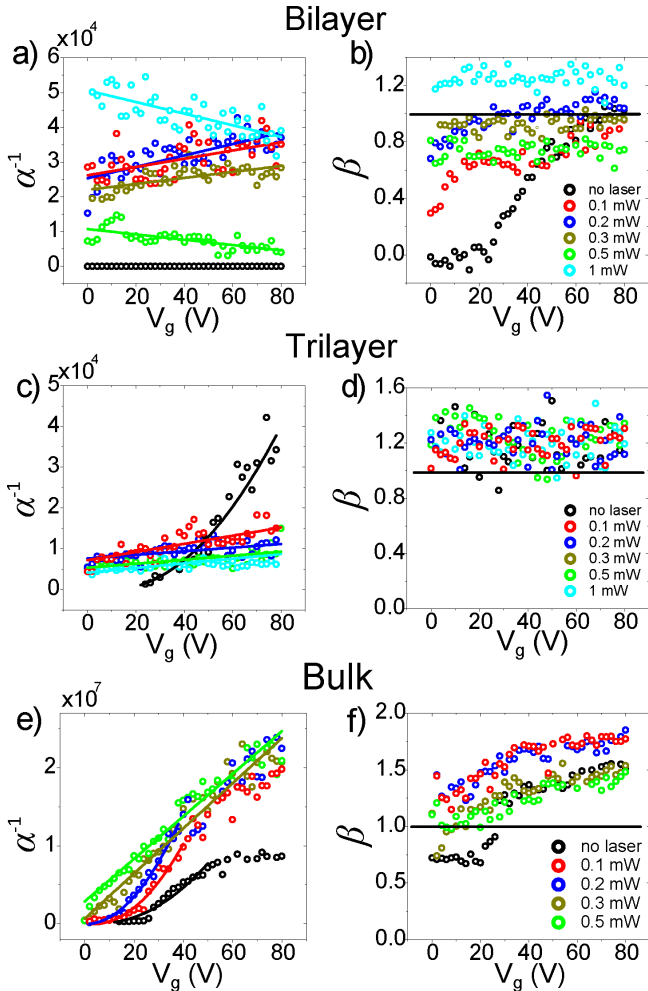 Bilayer
a)
x10⁴
6
5
4
3
2
1
0
α⁻¹
0 20 40 60 80
V_g (V)
b)
1.2
0.8
0.4
0.0
β
no laser
0.1 mW
0.2 mW
0.3 mW
0.5 mW
1 mW
0 20 40 60 80
V_g (V)
Trilayer
c)
x10⁴
5
4
3
2
1
0
α⁻¹
0 20 40 60 80
V_g (V)
d)
1.6
1.2
0.8
0.4
0.0
β
no laser
0.1 mW
0.2 mW
0.3 mW
0.5 mW
1 mW
0 20 40 60 80
V_g (V)
Bulk
e)
x10⁷
2
1
0
α⁻¹
0 20 40 60 80
V_g (V)
f)
2.0
1.5
1.0
0.5
0.0
β
no laser
0.1 mW
0.2 mW
0.3 mW
0.5 mW
0 20 40 60 80
V_g (V)